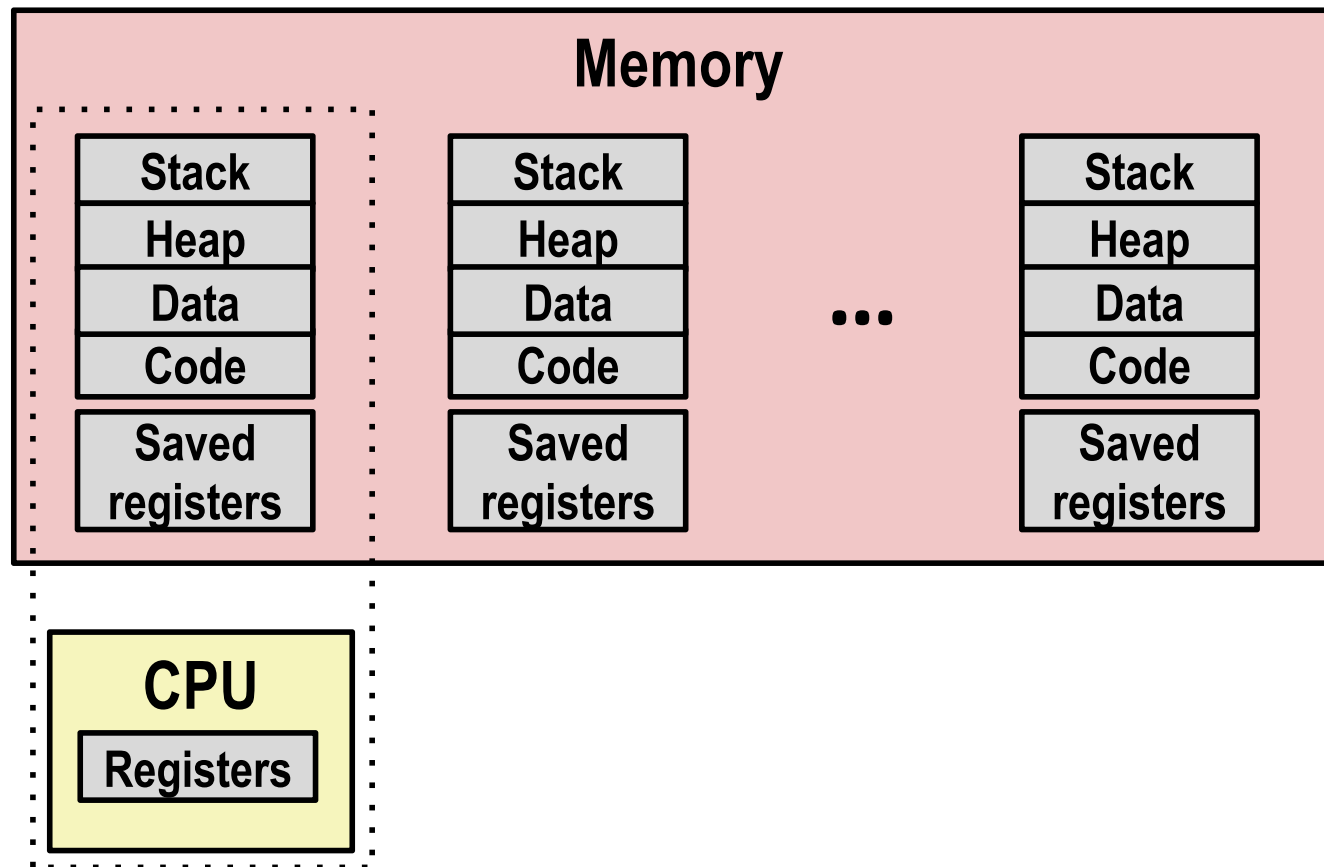 Memory
Stack
Heap
Data
Code
Saved
registers
Stack
Heap
Data
Code
Saved
registers
...
Stack
Heap
Data
Code
Saved
registers
CPU
Registers